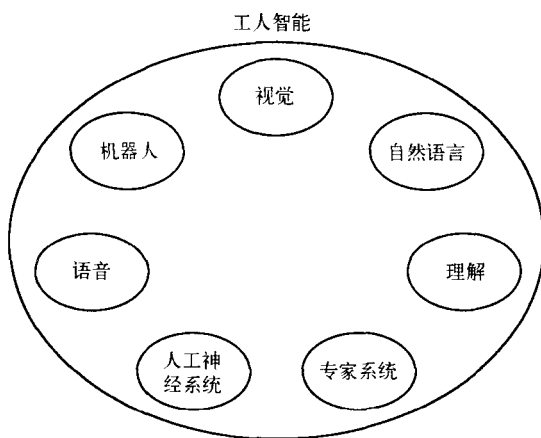 工人智能
视觉
机器人
自然语言
语音
理解
人工神
经系统
专家系统